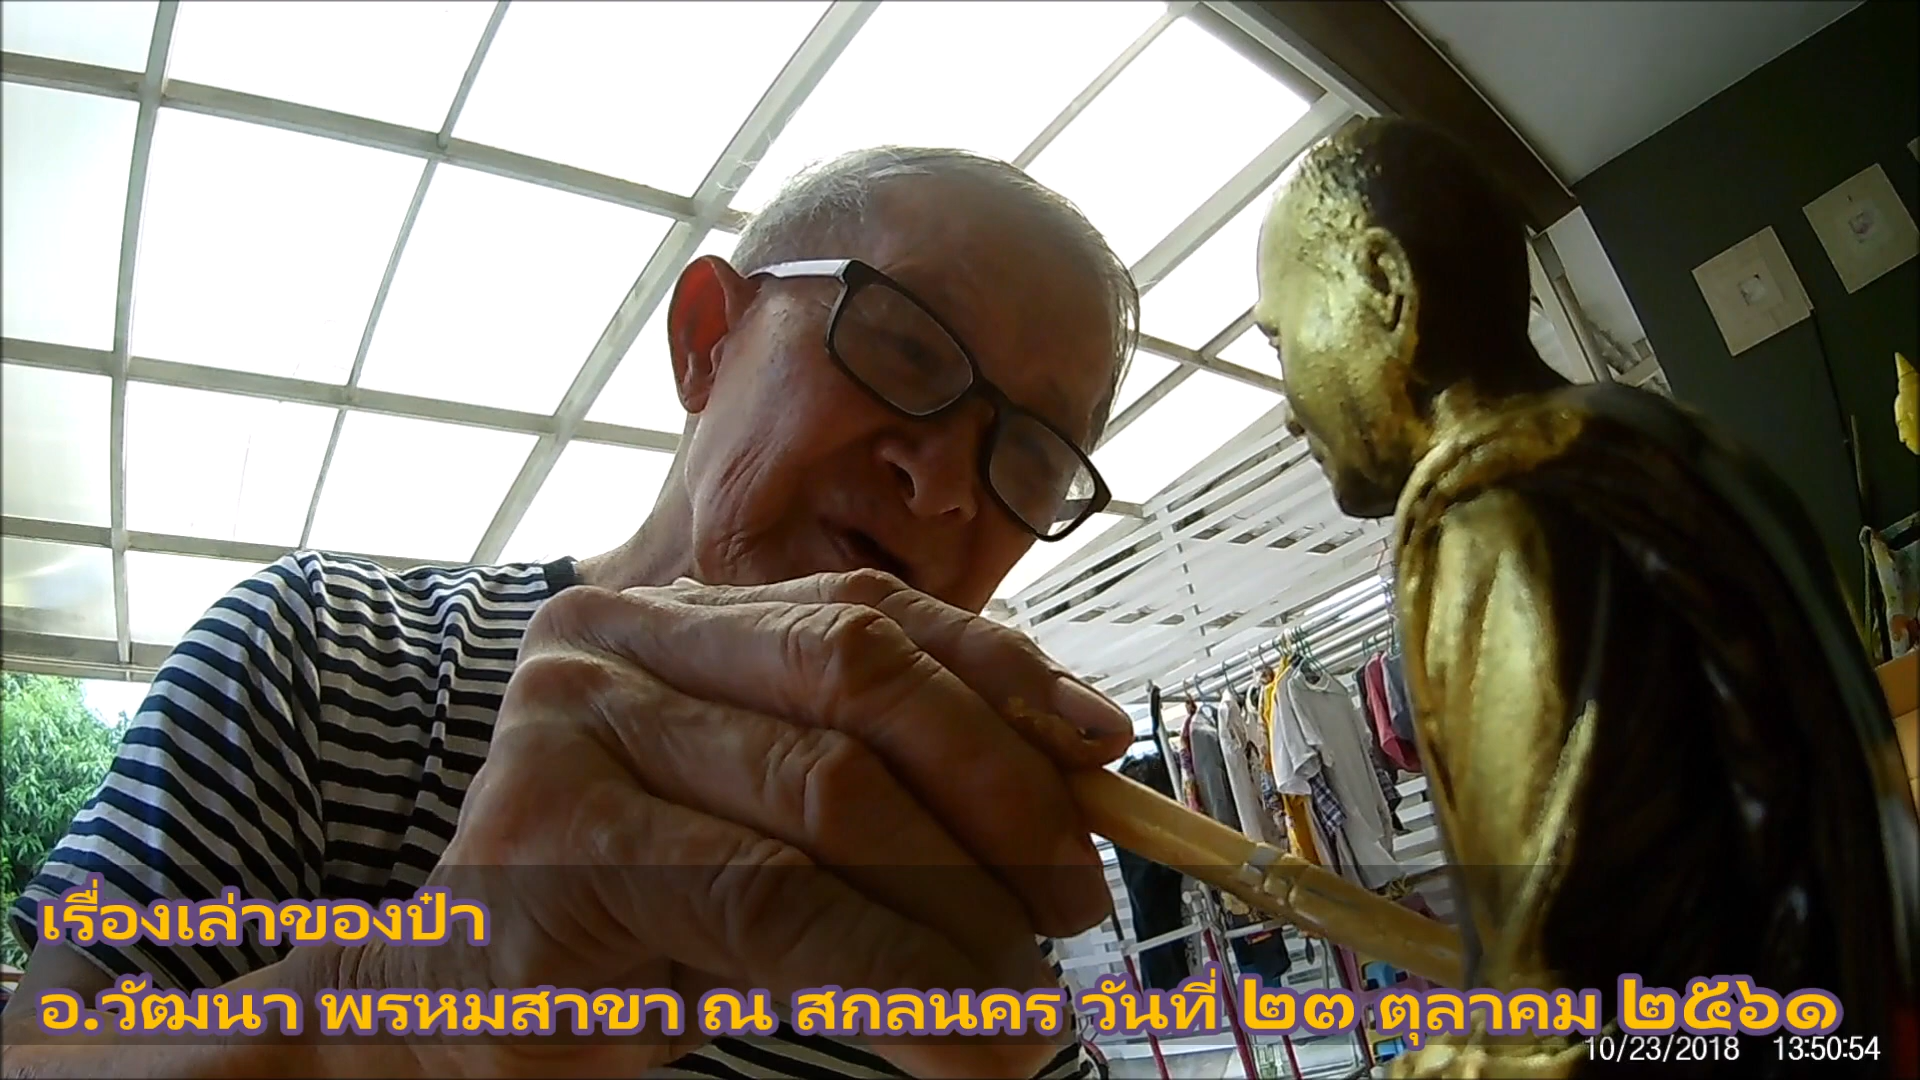 เรื่องเล่าของป๋า
อ.วัฒนา พรหมสาขา ณ สกลนคร วันที่ ๒๓ ตุลาคม ๒๕๖๑
10/23/2018 13:50:54